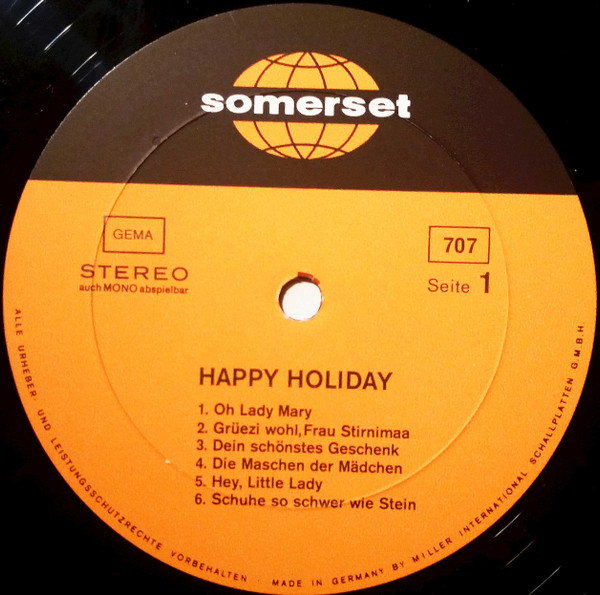 somerset
GEMA
STEREO
auch MONO abspielbar
707
Seite 1
HAPPY HOLIDAY
1. Oh Lady Mary
2. Grüezi wohl, Frau Stirnimaa
3. Dein schönstes Geschenk
4. Die Maschen der Mädchen
5. Hey, Little Lady
6. Schuhe so schwer wie Stein
ALLE URHEBER- UND LEISTUNGSSCHUTZRECHTE VORBEHALTEN · MADE IN GERMANY BY MILLER INTERNATIONAL SCHALLPLATTEN G.M.B.H.